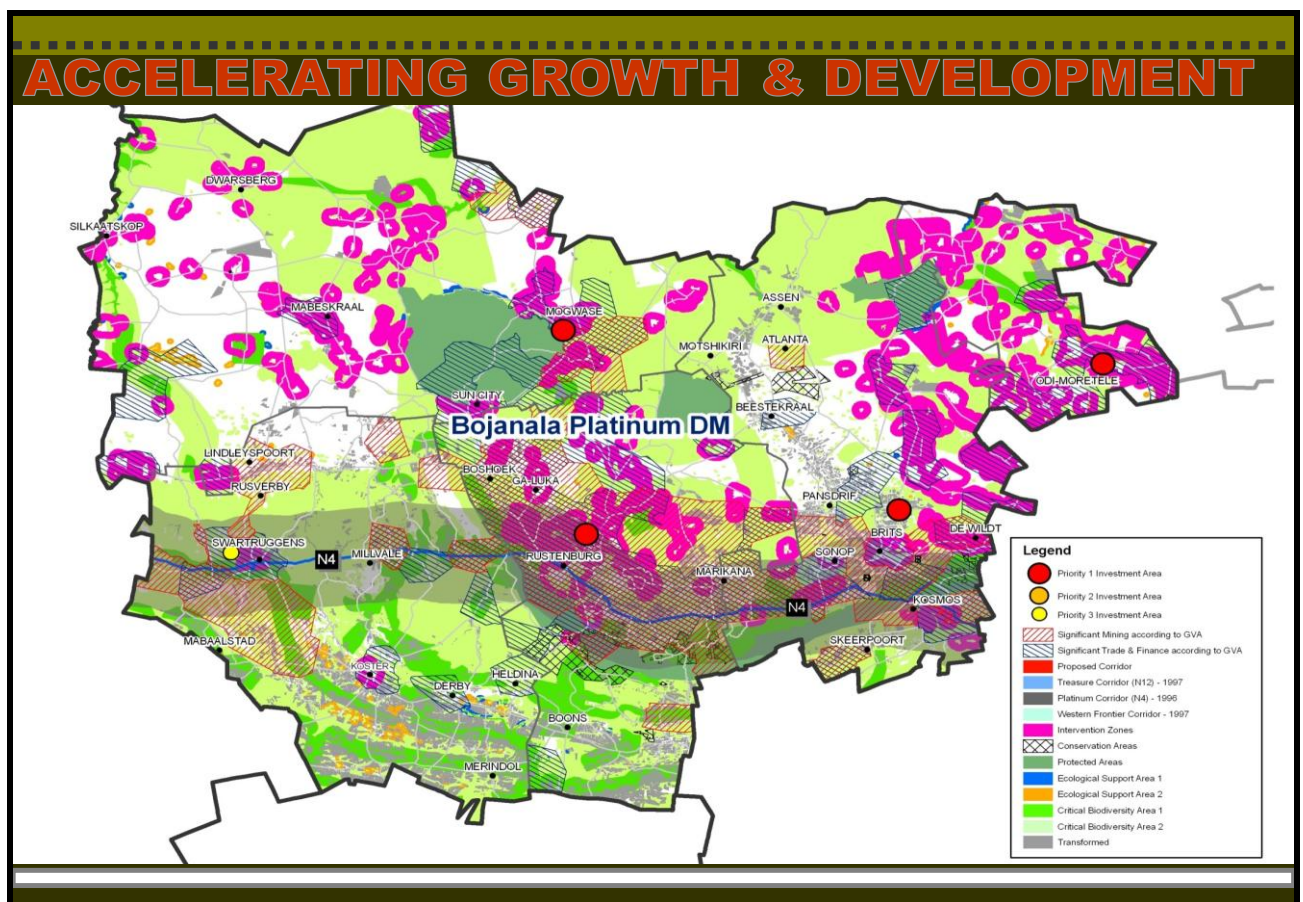 ACCELERATING GROWTH & DEVELOPMENT
DWARSBERG
SILKAATSKOP
MABESKRAAL
MOGWASE
ASSEN
MOTSHIKIRI
ATLANTA
ODI-MORETELE
SUN CITY
BEESTEKRAAL
Bojanala Platinum DM
LINDLEYSPOORT
BOSHOEK
GA-LUKA
RUSVERBY
PANSDRIF
SWARTRUGGENS
N4
MILLVALE
RUSTENBURG
MARIKANA
SONOP
BRITS
DE WILDT
N4
KOSMOS
MABAALSTAD
SKEERPOORT
KOSTER
DERBY
HELDINA
BOONS
MERINDOL
Legend
Priority 1 Investment Area
Priority 2 Investment Area
Priority 3 Investment Area
Significant Mining according to GVA
Significant Trade & Finance according to GVA
Proposed Corridor
Treasure Corridor (N12) - 1997
Platinum Corridor (N4) - 1996
Western Frontier Corridor - 1997
Intervention Zones
Conservation Areas
Protected Areas
Ecological Support Area 1
Ecological Support Area 2
Critical Biodiversity Area 1
Critical Biodiversity Area 2
Transformed